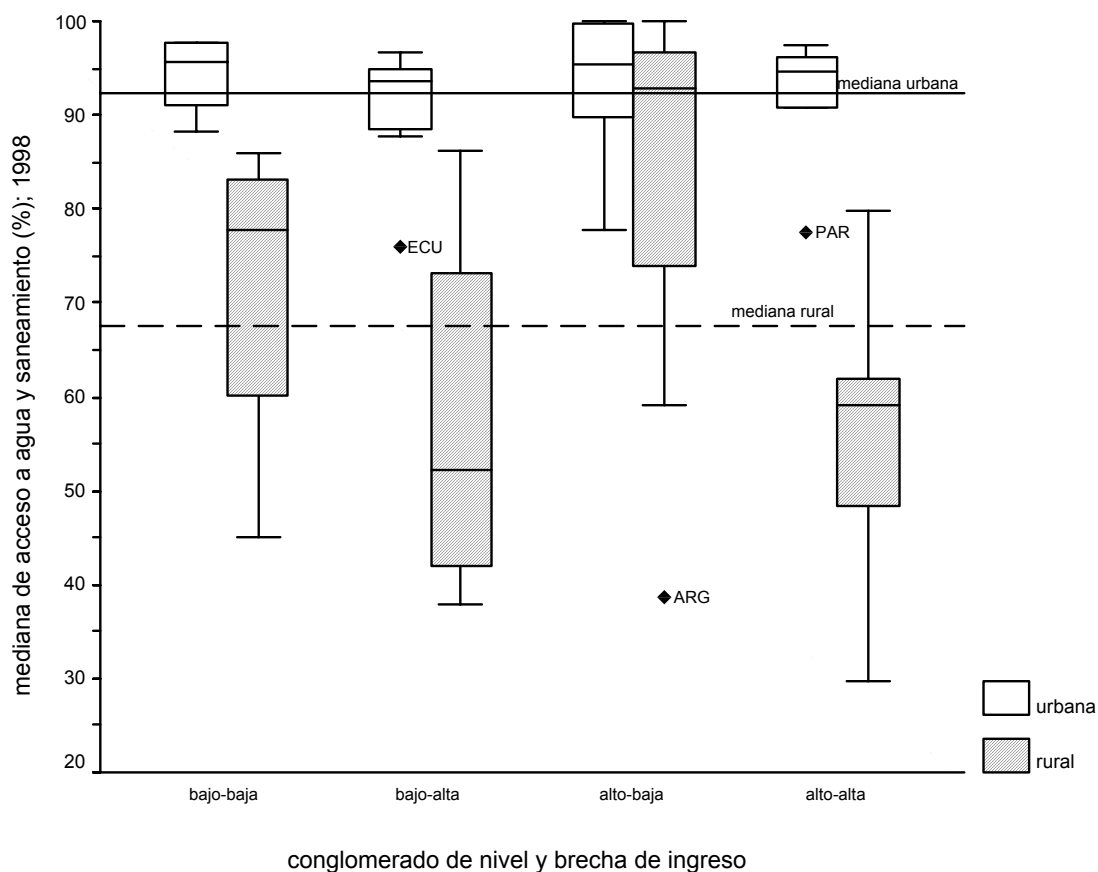 mediana de acceso a agua y saneamiento (%); 1998
100
90
80
70
60
50
40
30
20
mediana urbana
ECU
PAR
mediana rural
ARG
urbana
rural
bajo-baja
bajo-alta
alto-baja
alto-alta
conglomerado de nivel y brecha de ingreso